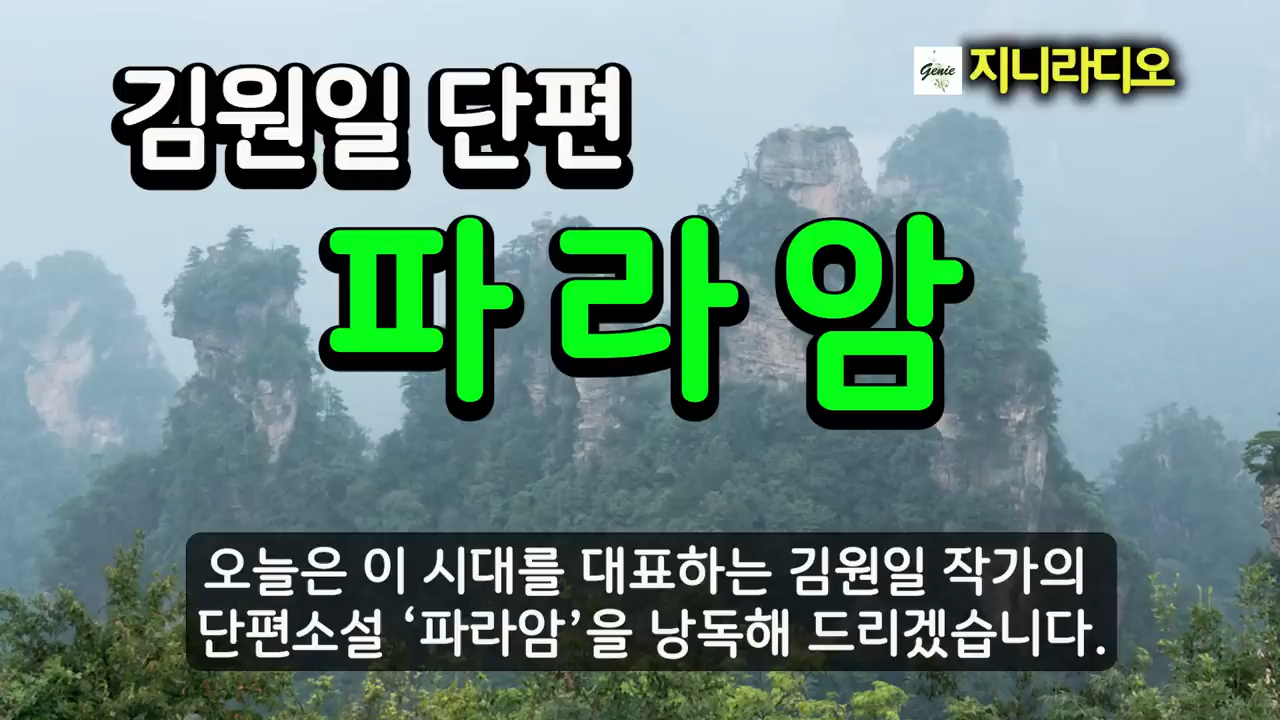 김원일 단편
Genie
지니라디오
파라암
오늘은 이 시대를 대표하는 김원일 작가의
단편소설 ‘파라암’을 낭독해 드리겠습니다.